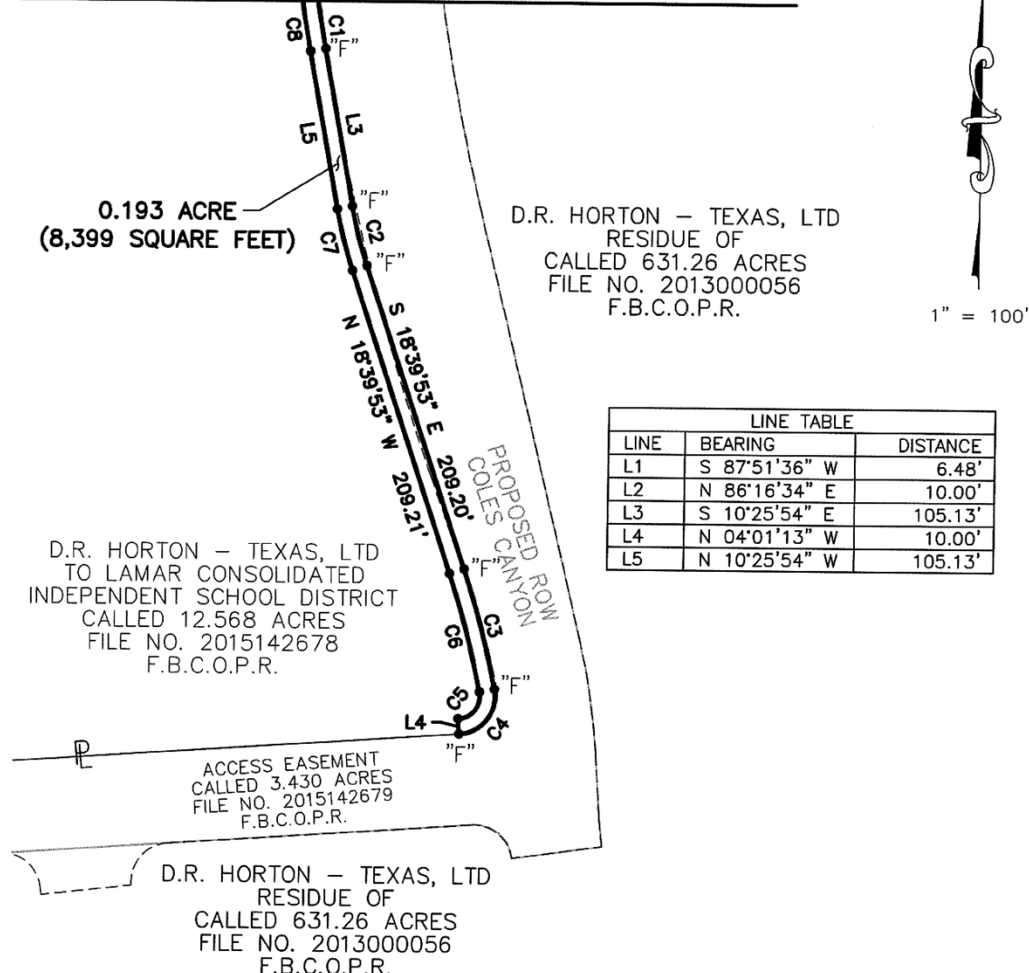 C8
C1
"F"
L5
L3
0.193 ACRE
(8,399 SQUARE FEET)
"F"
C7
C2
"F"
D.R. HORTON – TEXAS, LTD
RESIDUE OF
CALLED 631.26 ACRES
FILE NO. 2013000056
F.B.C.O.P.R.
1" = 100'
S 18°39'53" E 209.20'
N 18°39'53" W 209.21'
PROPOSED ROW
COLES CANYON
LINE TABLE
LINE BEARING DISTANCE
L1 S 87°51'36" W 6.48'
L2 N 86°16'34" E 10.00'
L3 S 10°25'54" E 105.13'
L4 N 04°01'13" W 10.00'
L5 N 10°25'54" W 105.13'
D.R. HORTON – TEXAS, LTD
TO LAMAR CONSOLIDATED
INDEPENDENT SCHOOL DISTRICT
CALLED 12.568 ACRES
FILE NO. 2015142678
F.B.C.O.P.R.
"F"
C6
C3
"F"
C5
C4
L4
"F"
PL
ACCESS EASEMENT
CALLED 3.430 ACRES
FILE NO. 2015142679
F.B.C.O.P.R.
D.R. HORTON – TEXAS, LTD
RESIDUE OF
CALLED 631.26 ACRES
FILE NO. 2013000056
F.B.C.O.P.R.